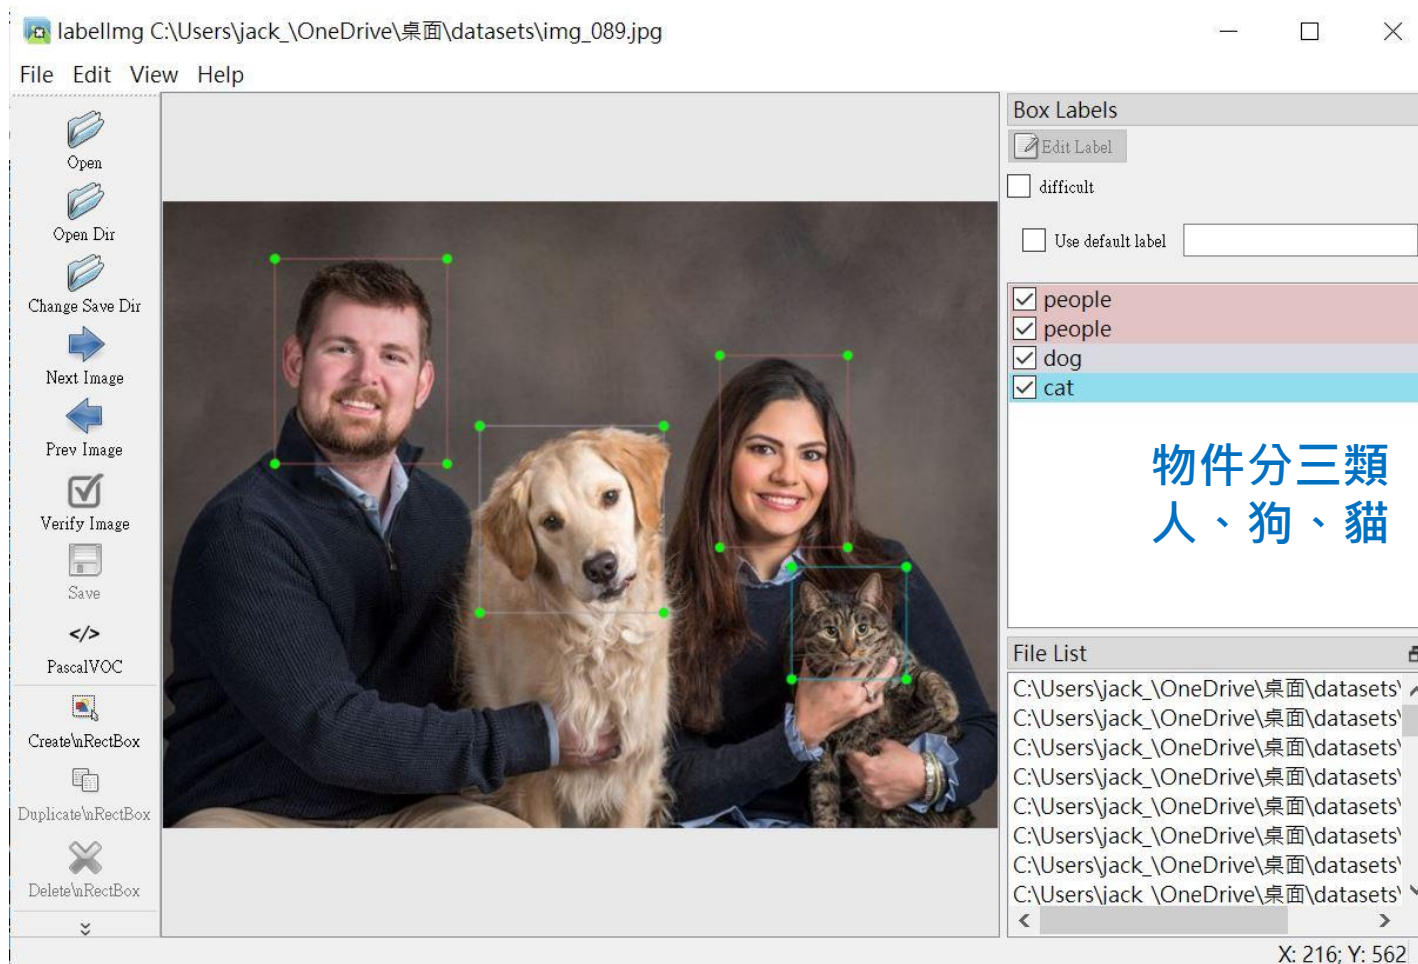 labelImg C:\Users\jack_\OneDrive\桌面\datasets\img_089.jpg
File Edit View Help
Open
Open Dir
Change Save Dir
Next Image
Prev Image
Verify Image
Save
</>
PascalVOC
Create\nRectBox
Duplicate\nRectBox
Delete\nRectBox
Box Labels
Edit Label
difficult
Use default label
people
people
dog
cat
物件分三類
人、狗、貓
File List
C:\Users\jack_\OneDrive\桌面\datasets\
C:\Users\jack_\OneDrive\桌面\datasets\
C:\Users\jack_\OneDrive\桌面\datasets\
C:\Users\jack_\OneDrive\桌面\datasets\
C:\Users\jack_\OneDrive\桌面\datasets\
C:\Users\jack_\OneDrive\桌面\datasets\
C:\Users\jack_\OneDrive\桌面\datasets\
C:\Users\jack_\OneDrive\桌面\datasets\
X: 216; Y: 562